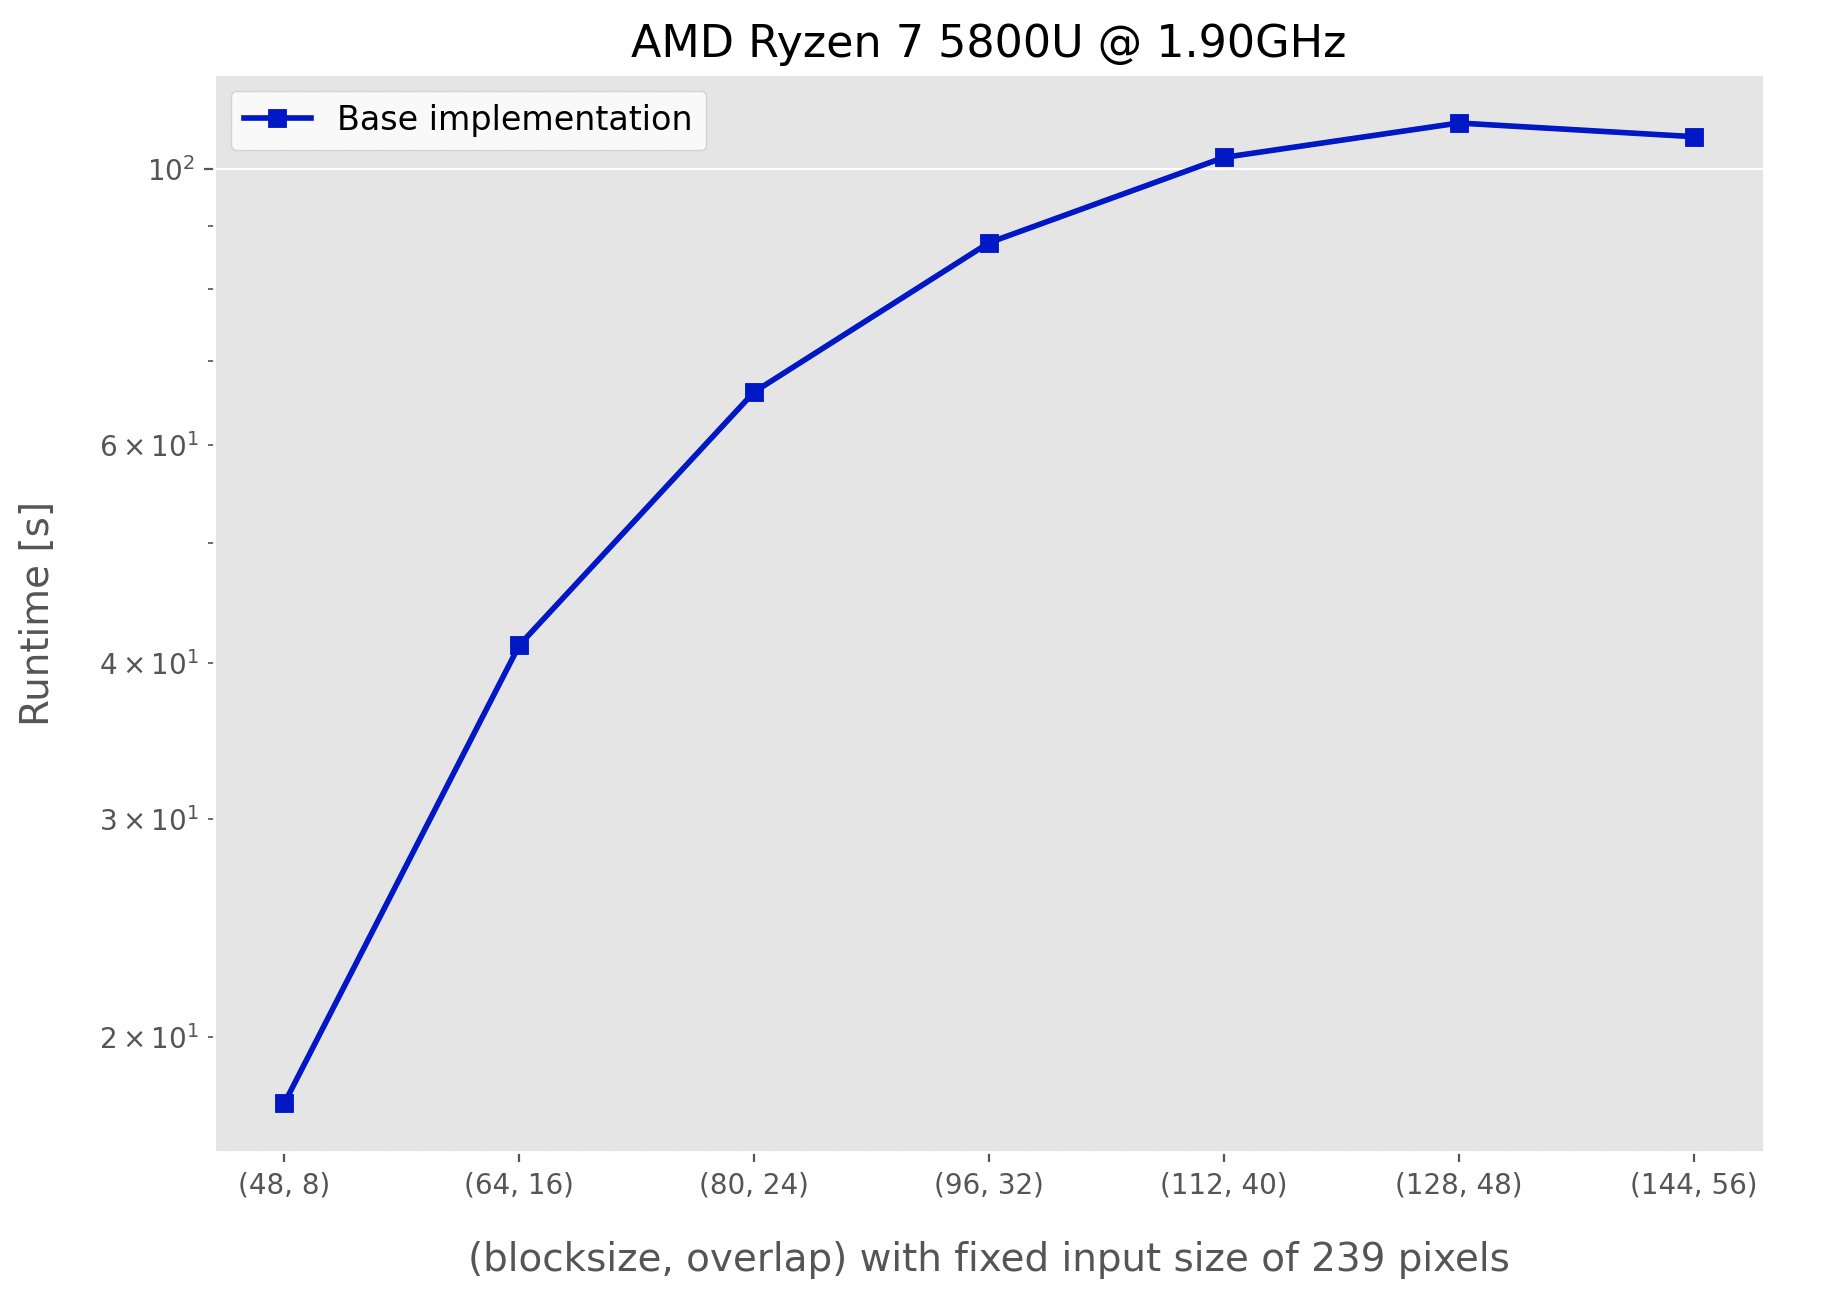 AMD Ryzen 7 5800U @ 1.90GHz
Base implementation
10²
6×10¹
4×10¹
3×10¹
2×10¹
Runtime [s]
(48, 8) (64, 16) (80, 24) (96, 32) (112, 40) (128, 48) (144, 56)
(blocksize, overlap) with fixed input size of 239 pixels